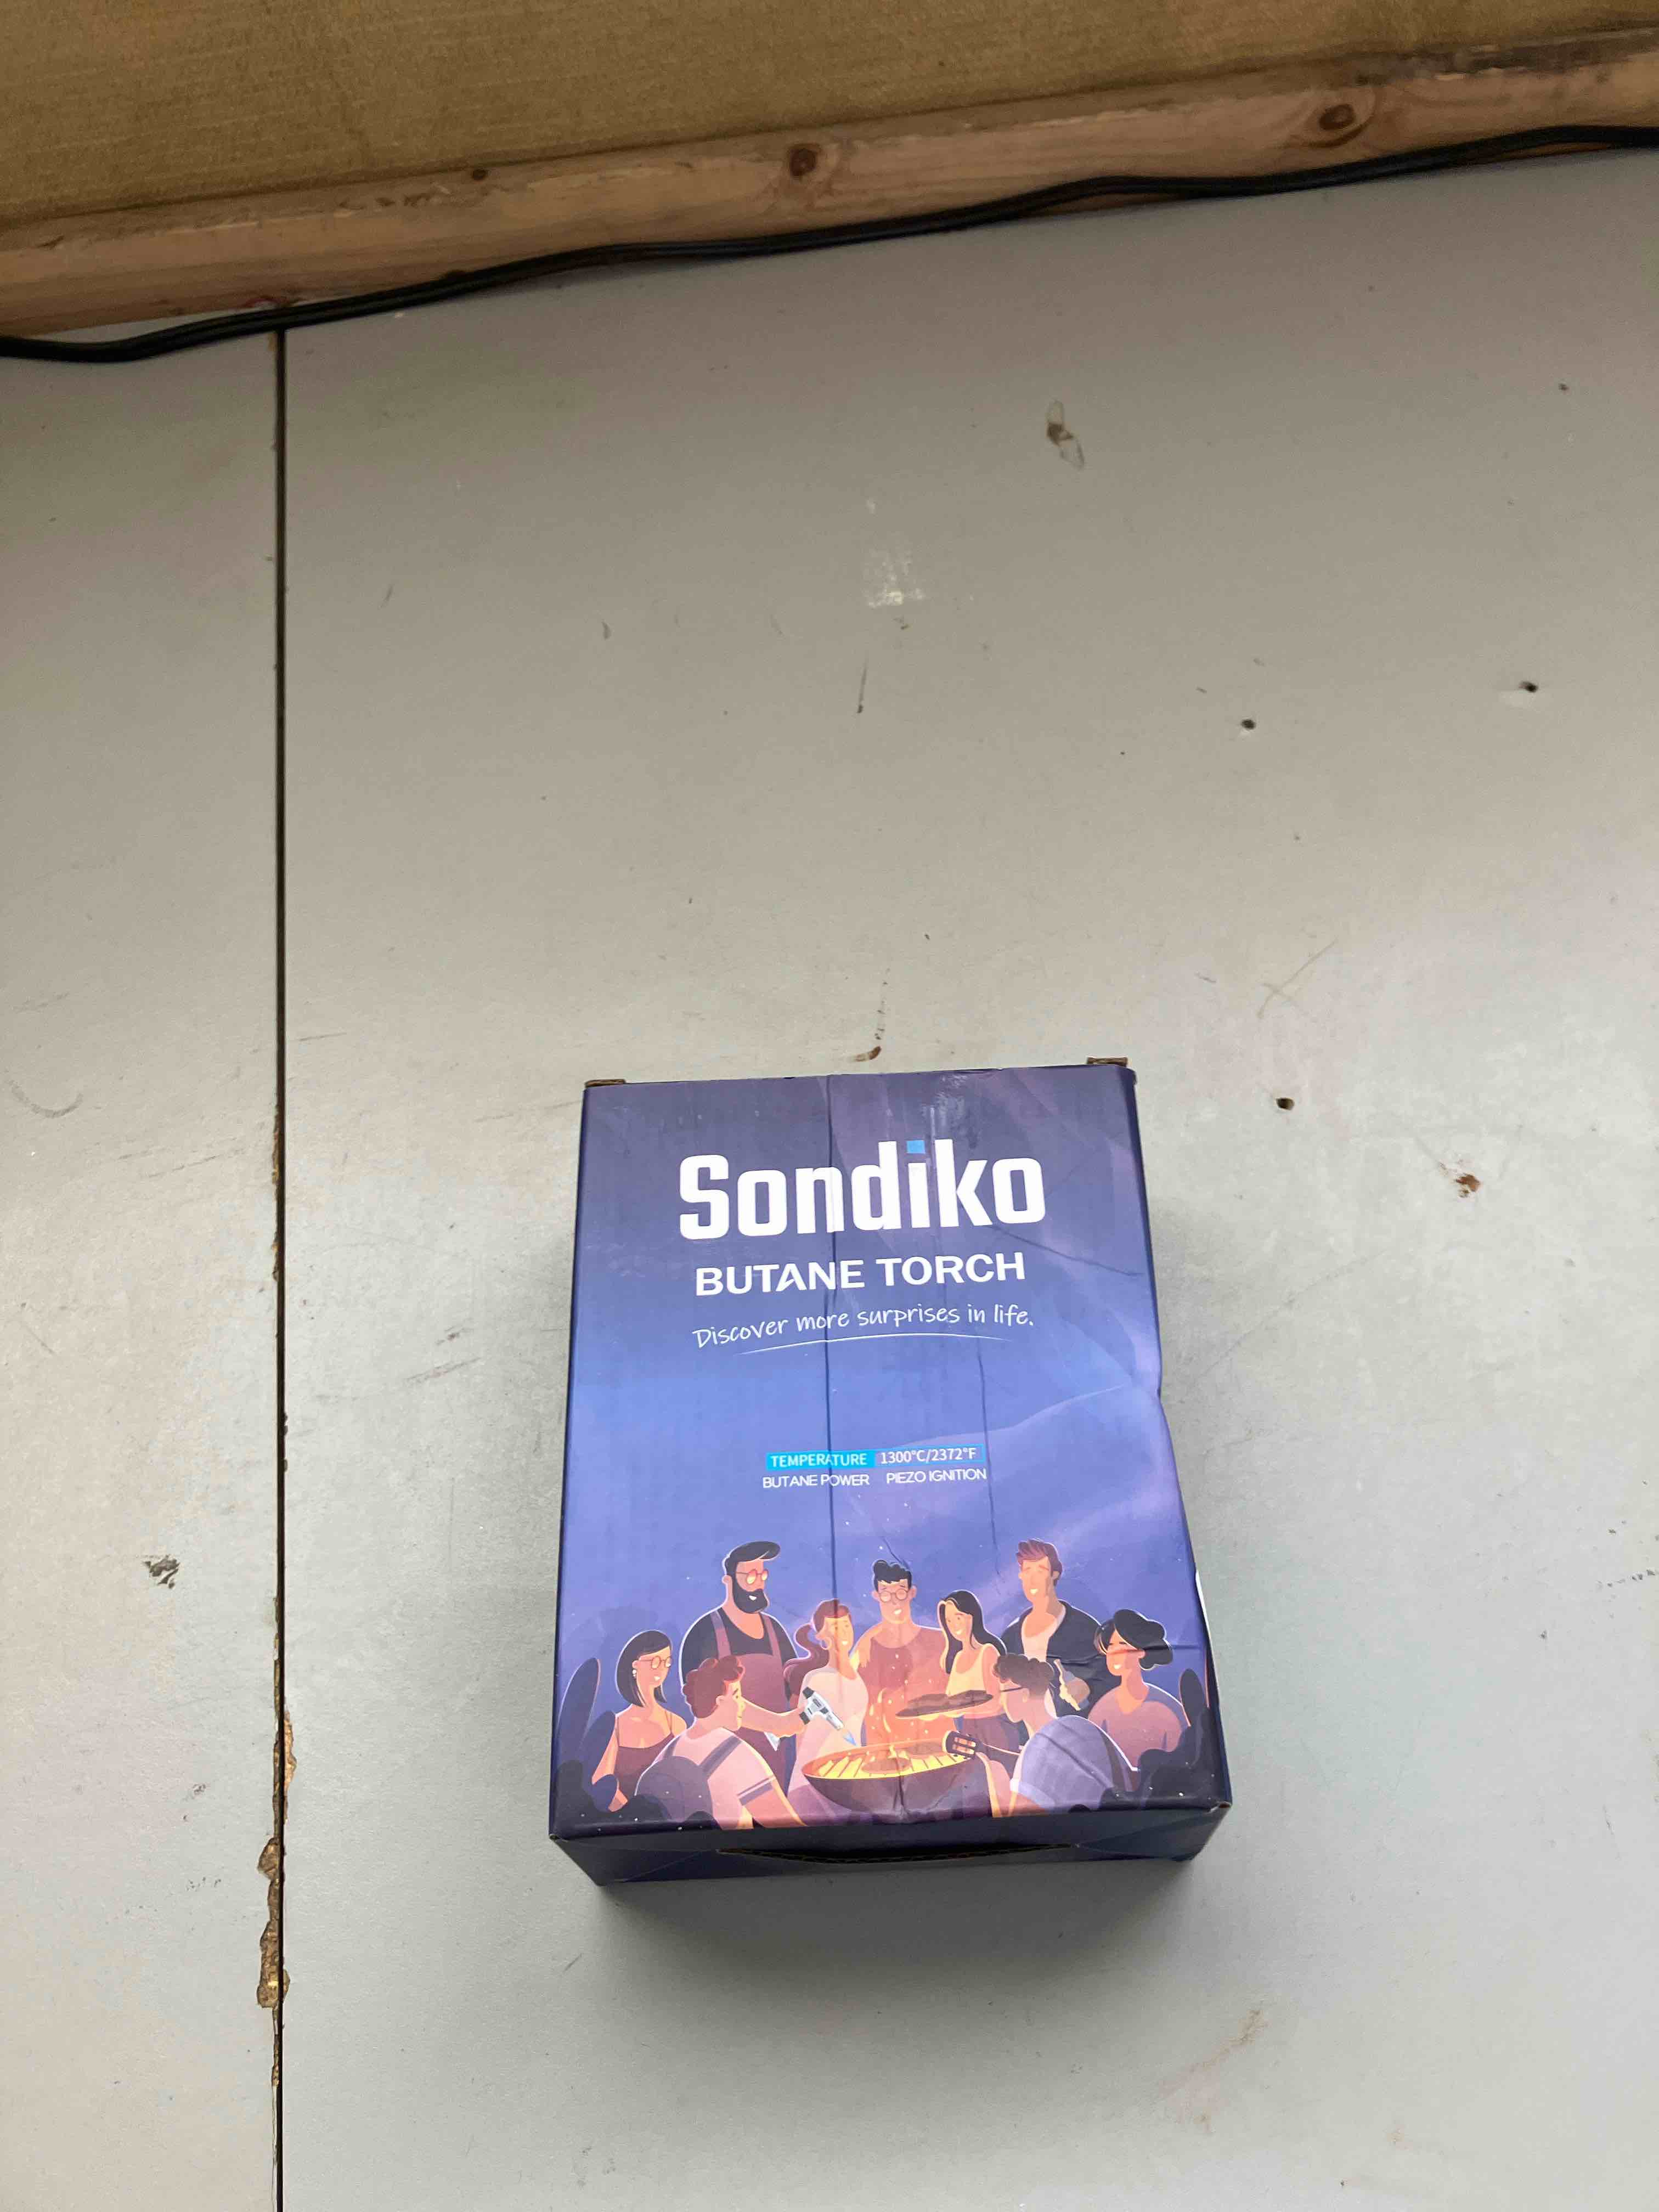 Sondiko
BUTANE TORCH
Discover more surprises in life.
TEMPERATURE 1300°C/2372°F
BUTANE POWER PIEZO IGNITION